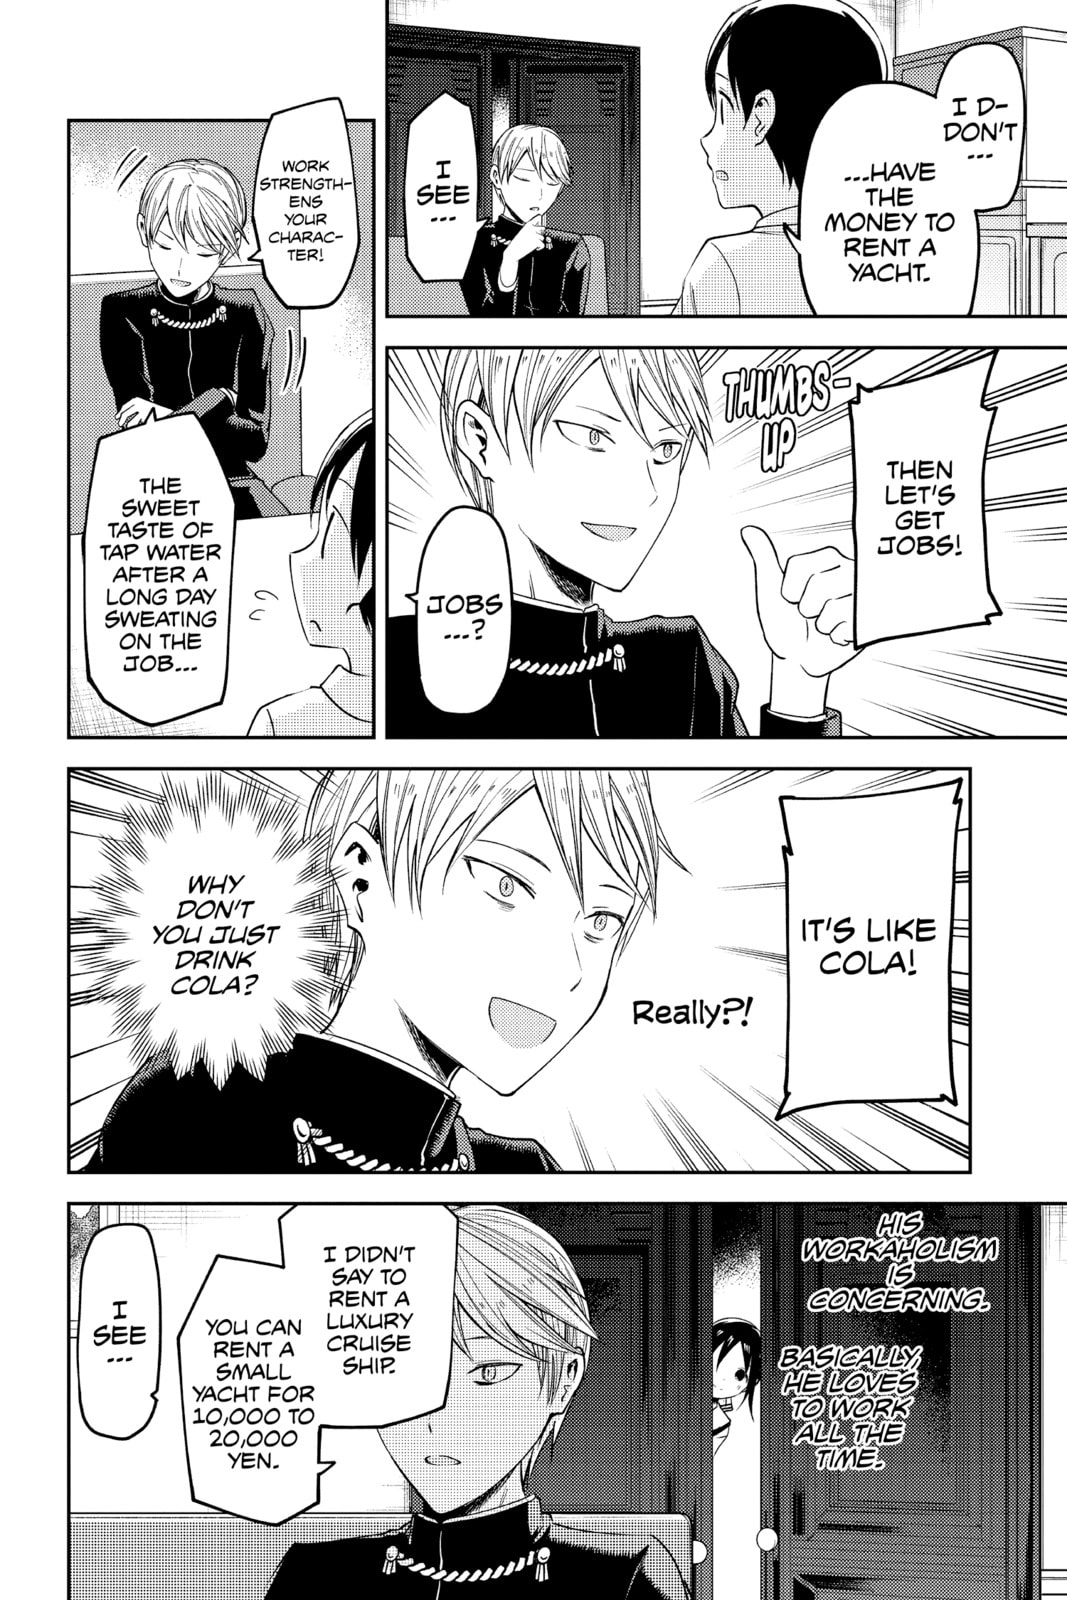 I D-
DON'T
...
...HAVE
THE
MONEY TO
RENT A
YACHT.
I
SEE
...
THEN
LET'S
GET
JOBS!
THUMBS-
UP
JOBS
...?
WORK
STRENGTH-
ENS
YOUR
CHARAC-
TER!
THE
SWEET
TASTE OF
TAP WATER
AFTER A
LONG DAY
SWEATING
ON THE
JOB...
IT'S LIKE
COLA!
Really?!
WHY
DON'T
YOU JUST
DRINK
COLA?
HIS
WORKAHOLISM
IS
CONCERNING.
BASICALLY,
HE LOVES
TO WORK
ALL THE
TIME.
I DIDN'T
SAY TO
RENT A
LUXURY
CRUISE
SHIP.
YOU CAN
RENT A
SMALL
YACHT FOR
10,000 TO
20,000
YEN.
I
SEE
...